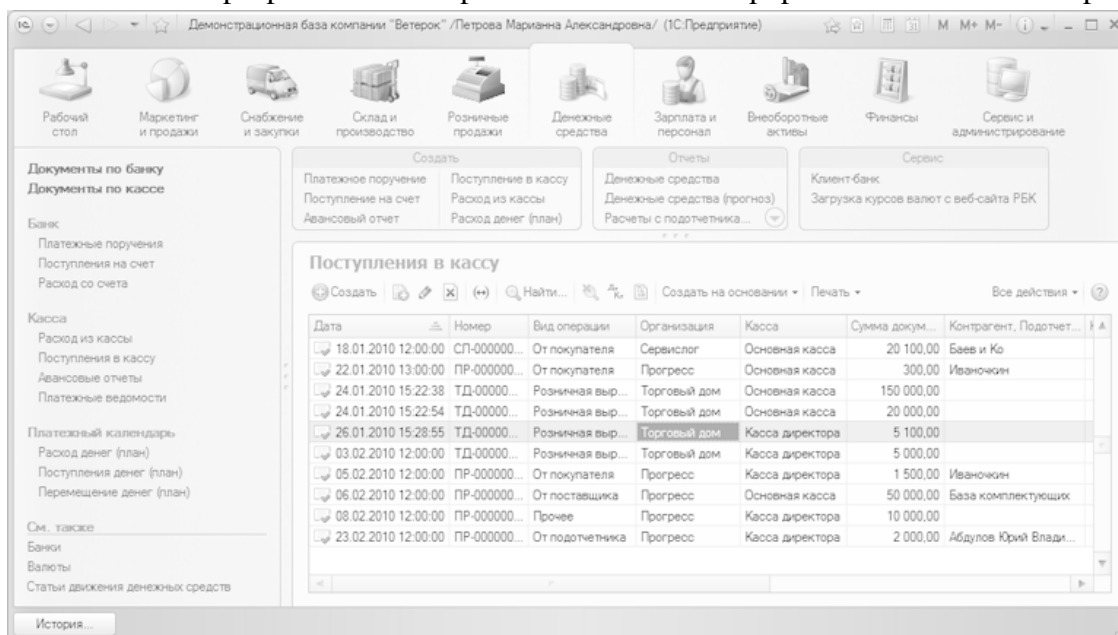 Демонстрационная база компании "Ветерок" /Петрова Марианна Александровна/ (1С:Предприятие)
M M+ M-
Рабочий стол
Маркетинг и продажи
Снабжение и закупки
Склад и производство
Розничные продажи
Денежные средства
Зарплата и персонал
Внеоборотные активы
Финансы
Сервис и администрирование
Документы по банку
Документы по кассе
Банк
Платежные поручения
Поступления на счет
Расход со счета
Касса
Расход из кассы
Поступления в кассу
Авансовые отчеты
Платежные ведомости
Платежный календарь
Расход денег (план)
Поступления денег (план)
Перемещение денег (план)
См. также
Банки
Валюты
Статьи движения денежных средств
Создать
Платежное поручение
Поступление на счет
Авансовый отчет
Поступление в кассу
Расход из кассы
Расход денег (план)
Отчеты
Денежные средства
Денежные средства (прогноз)
Расчеты с подотчетника...
Сервис
Клиент-банк
Загрузка курсов валют с веб-сайта РБК
Поступления в кассу
Создать Найти... Создать на основании Печать Все действия
Дата Номер Вид операции Организация Касса Сумма докум... Контрагент, Подотчет...
18.01.2010 12:00:00 СЛ-000000... От покупателя Сервислог Основная касса 20 100,00 Баев и Ко
22.01.2010 13:00:00 ПР-000000... От покупателя Прогресс Основная касса 300,00 Иваночкин
24.01.2010 15:22:38 ТД-00000... Розничная выр... Торговый дом Основная касса 150 000,00
24.01.2010 15:22:54 ТД-00000... Розничная выр... Торговый дом Основная касса 20 000,00
26.01.2010 15:28:55 ТД-00000... Розничная выр... Торговый дом Касса директора 5 100,00
03.02.2010 12:00:00 ТД-00000... Розничная выр... Торговый дом Касса директора 5 000,00
05.02.2010 12:00:00 ПР-000000... От покупателя Прогресс Касса директора 1 500,00 Иваночкин
06.02.2010 12:00:00 ПР-000000... От поставщика Прогресс Основная касса 50 000,00 База комплектующих
08.02.2010 12:00:00 ПР-000000... Прочее Прогресс Касса директора 10 000,00
23.02.2010 12:00:00 ПР-000000... От подотчетника Прогресс Касса директора 2 000,00 Абдулов Юрий Влади...
История...